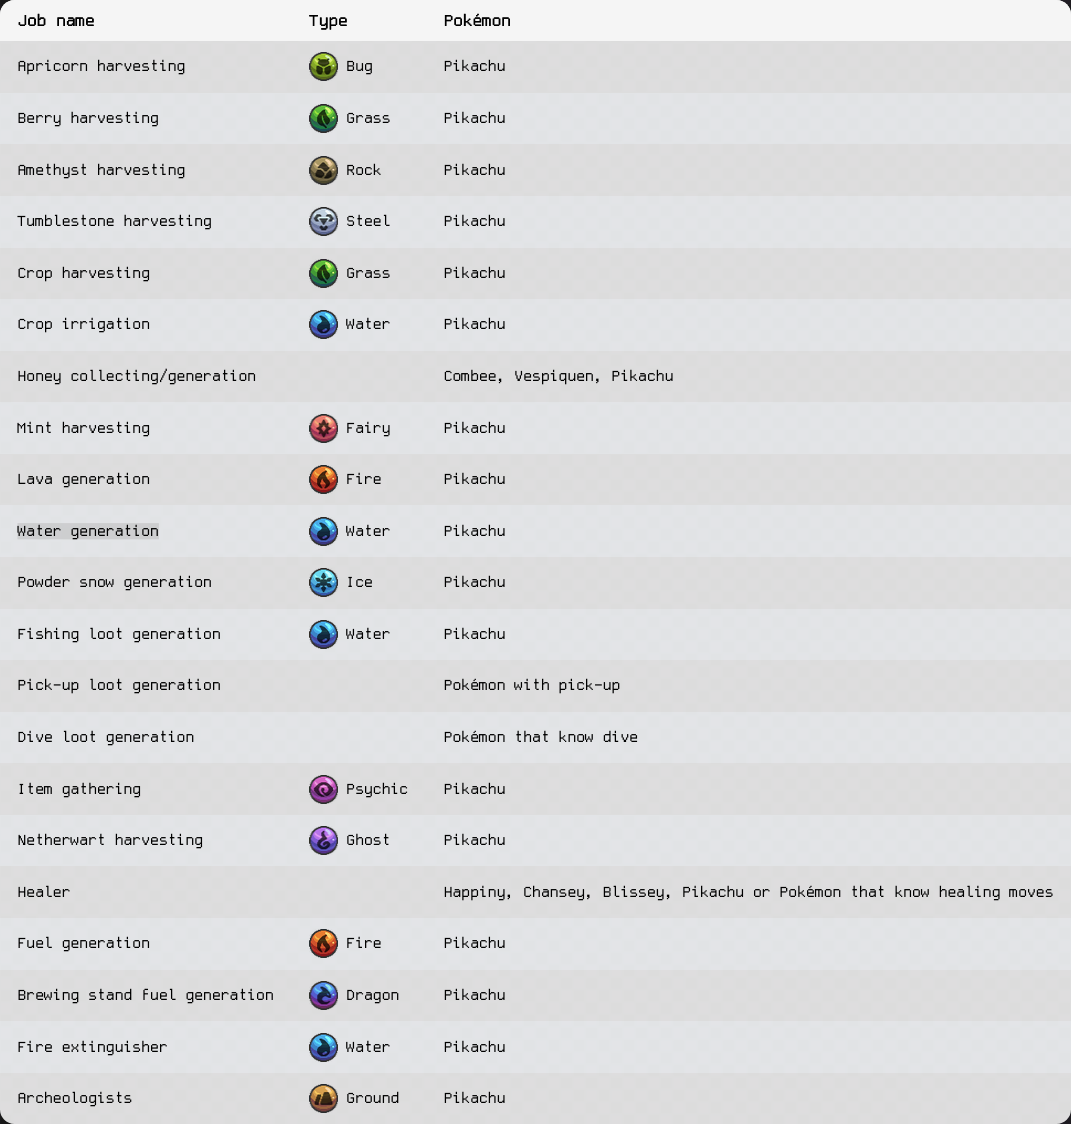 Job name Type Pokémon
Apricorn harvesting Bug Pikachu
Berry harvesting Grass Pikachu
Amethyst harvesting Rock Pikachu
Tumblestone harvesting Steel Pikachu
Crop harvesting Grass Pikachu
Crop irrigation Water Pikachu
Honey collecting/generation Combee, Vespiquen, Pikachu
Mint harvesting Fairy Pikachu
Lava generation Fire Pikachu
Water generation Water Pikachu
Powder snow generation Ice Pikachu
Fishing loot generation Water Pikachu
Pick-up loot generation Pokémon with pick-up
Dive loot generation Pokémon that know dive
Item gathering Psychic Pikachu
Netherwart harvesting Ghost Pikachu
Healer Happiny, Chansey, Blissey, Pikachu or Pokémon that know healing moves
Fuel generation Fire Pikachu
Brewing stand fuel generation Dragon Pikachu
Fire extinguisher Water Pikachu
Archeologists Ground Pikachu